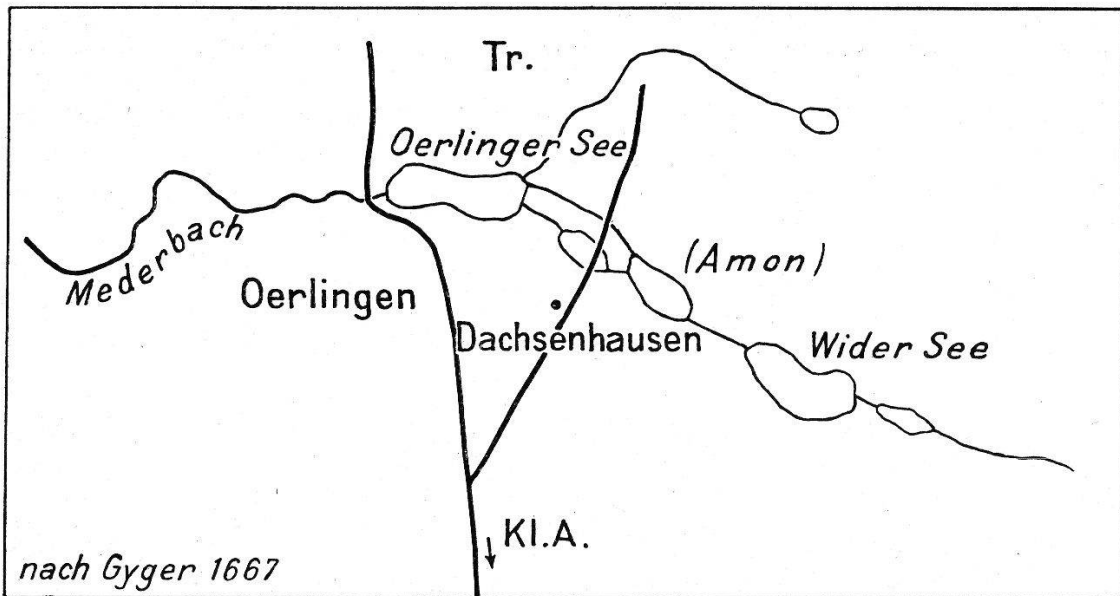 Tr.
Oerlinger See
Mederbach
(Amon)
Oerlingen
Dachsenhausen
Wider See
Kl.A.
nach Gyger 1667